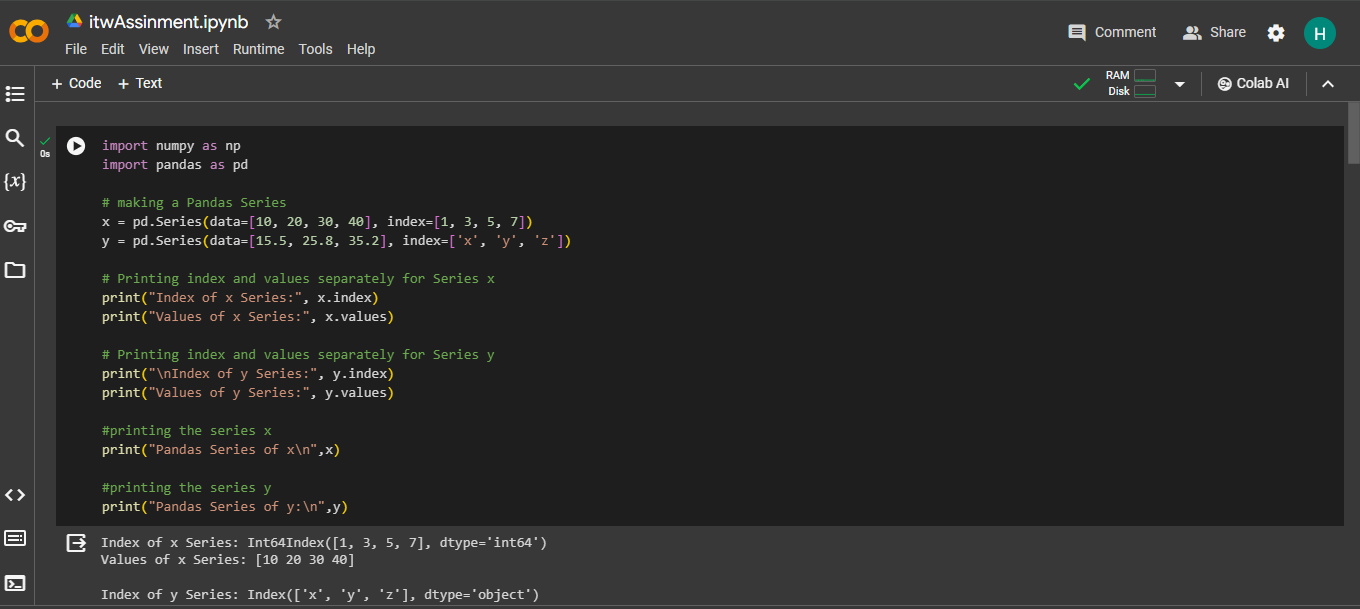 itwAssinment.ipynb
File Edit View Insert Runtime Tools Help
Comment Share H
+ Code + Text
RAM
Disk
Colab AI
{x}
0s
import numpy as np
import pandas as pd
# making a Pandas Series
x = pd.Series(data=[10, 20, 30, 40], index=[1, 3, 5, 7])
y = pd.Series(data=[15.5, 25.8, 35.2], index=['x', 'y', 'z'])
# Printing index and values separately for Series x
print("Index of x Series:", x.index)
print("Values of x Series:", x.values)
# Printing index and values separately for Series y
print("\nIndex of y Series:", y.index)
print("Values of y Series:", y.values)
#printing the series x
print("Pandas Series of x\n",x)
#printing the series y
print("Pandas Series of y:\n",y)
Index of x Series: Int64Index([1, 3, 5, 7], dtype='int64')
Values of x Series: [10 20 30 40]
Index of y Series: Index(['x', 'y', 'z'], dtype='object')